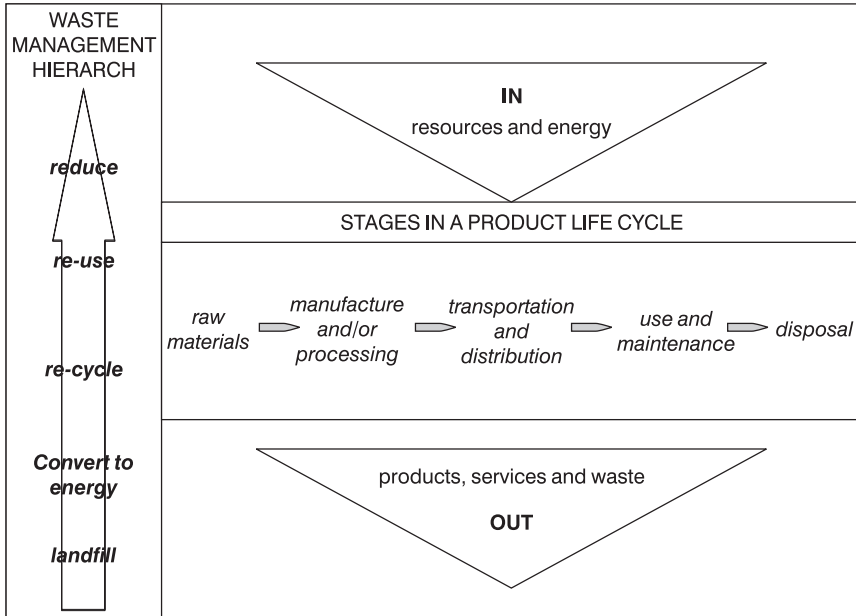 WASTE
MANAGEMENT
HIERARCH
reduce
re-use
re-cycle
Convert to
energy
landfill
IN
resources and energy
STAGES IN A PRODUCT LIFE CYCLE
raw
materials
manufacture
and/or
processing
transportation
and
distribution
use and
maintenance
disposal
products, services and waste
OUT